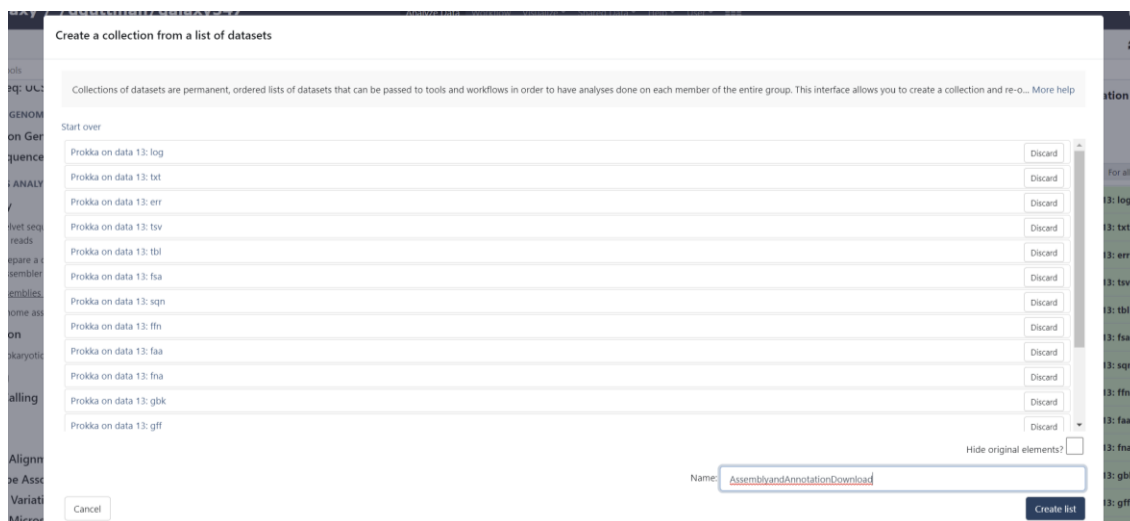 Create a collection from a list of datasets
Collections of datasets are permanent, ordered lists of datasets that can be passed to tools and workflows in order to have analyses done on each member of the entire group. This interface allows you to create a collection and re-o... More help
Start over
Prokka on data 13: log Discard
Prokka on data 13: txt Discard
Prokka on data 13: err Discard
Prokka on data 13: tsv Discard
Prokka on data 13: tbl Discard
Prokka on data 13: fsa Discard
Prokka on data 13: sqn Discard
Prokka on data 13: ffn Discard
Prokka on data 13: faa Discard
Prokka on data 13: fna Discard
Prokka on data 13: gbk Discard
Prokka on data 13: gff Discard
Hide original elements?
Name: AssemblyandAnnotationDownload
Cancel Create list